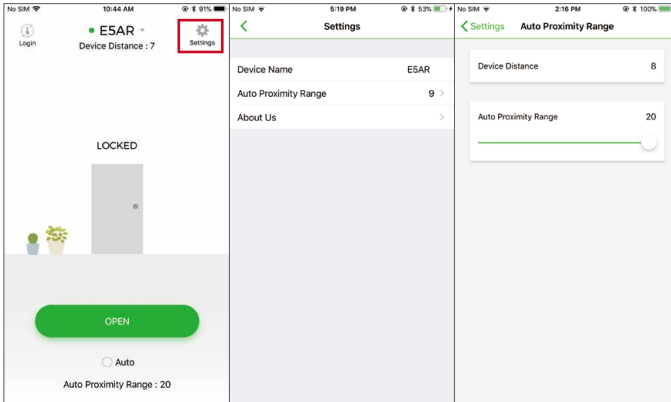 No SIM 10:44 AM 91%
Login
E5AR
Device Distance : 7
Settings
LOCKED
OPEN
Auto
Auto Proximity Range : 20
No SIM 5:19 PM 53%
Settings
Device Name E5AR
Auto Proximity Range 9
About Us
No SIM 2:16 PM 100%
Settings Auto Proximity Range
Device Distance 8
Auto Proximity Range 20